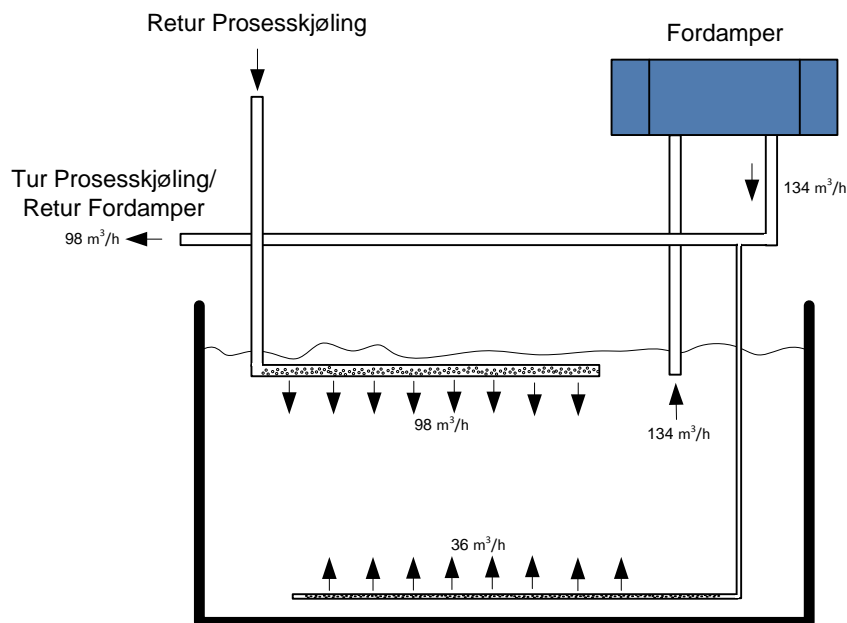 Retur Prosesskjøling
Fordamper
Tur Prosesskjøling/
Retur Fordamper
134 m³/h
98 m³/h
98 m³/h
134 m³/h
36 m³/h